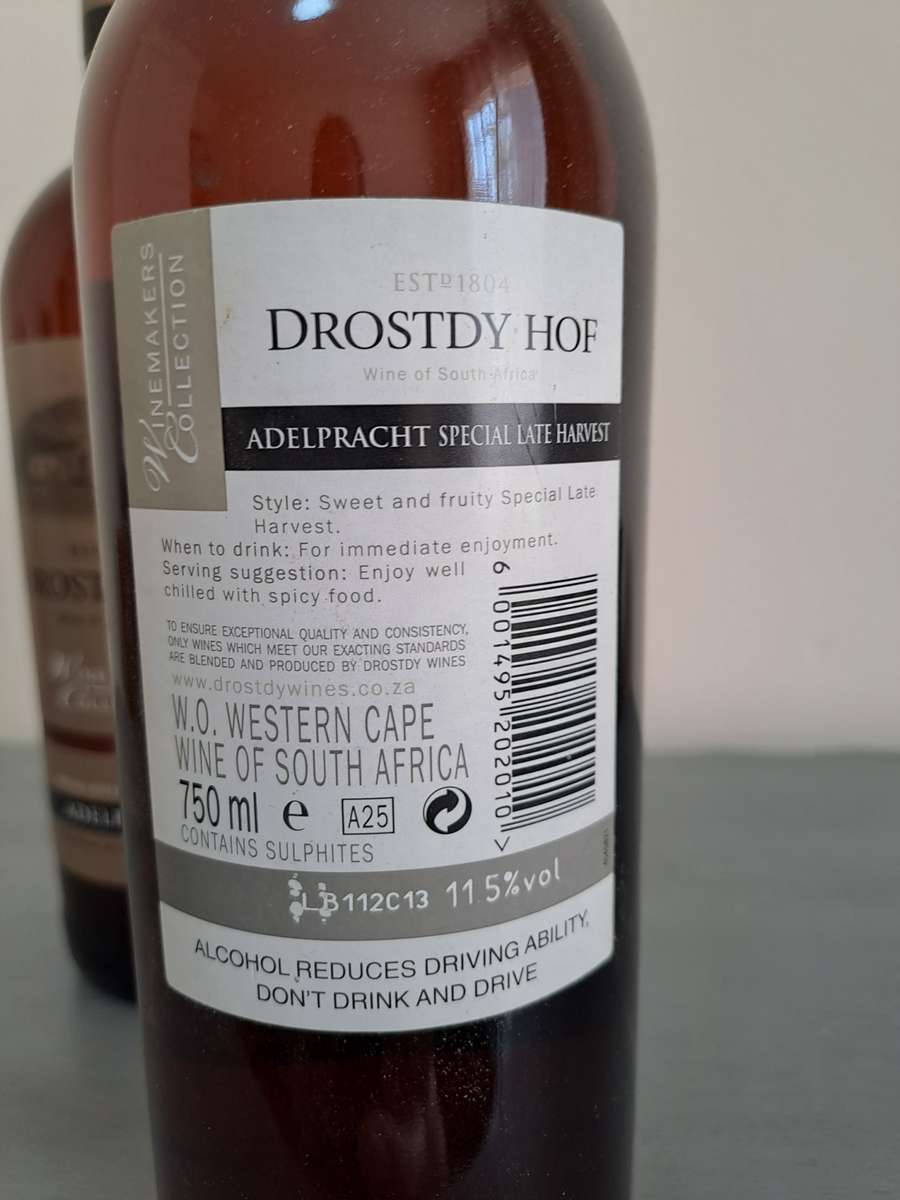 WINEMAKERS
COLLECTION
ESTD 1804
DROSTDY HOF
Wine of South Africa
ADELPRACHT SPECIAL LATE HARVEST
Style: Sweet and fruity Special Late
Harvest.
When to drink: For immediate enjoyment.
Serving suggestion: Enjoy well
chilled with spicy food.
TO ENSURE EXCEPTIONAL QUALITY AND CONSISTENCY,
ONLY WINES WHICH MEET OUR EXACTING STANDARDS
ARE BLENDED AND PRODUCED BY DROSTDY WINES
www.drostdywines.co.za
W.O. WESTERN CAPE
WINE OF SOUTH AFRICA
750 ml e A25
CONTAINS SULPHITES
6 001495 202010 >
LB112C13 11.5%vol
ALCOHOL REDUCES DRIVING ABILITY,
DON'T DRINK AND DRIVE
DROST
ADEL